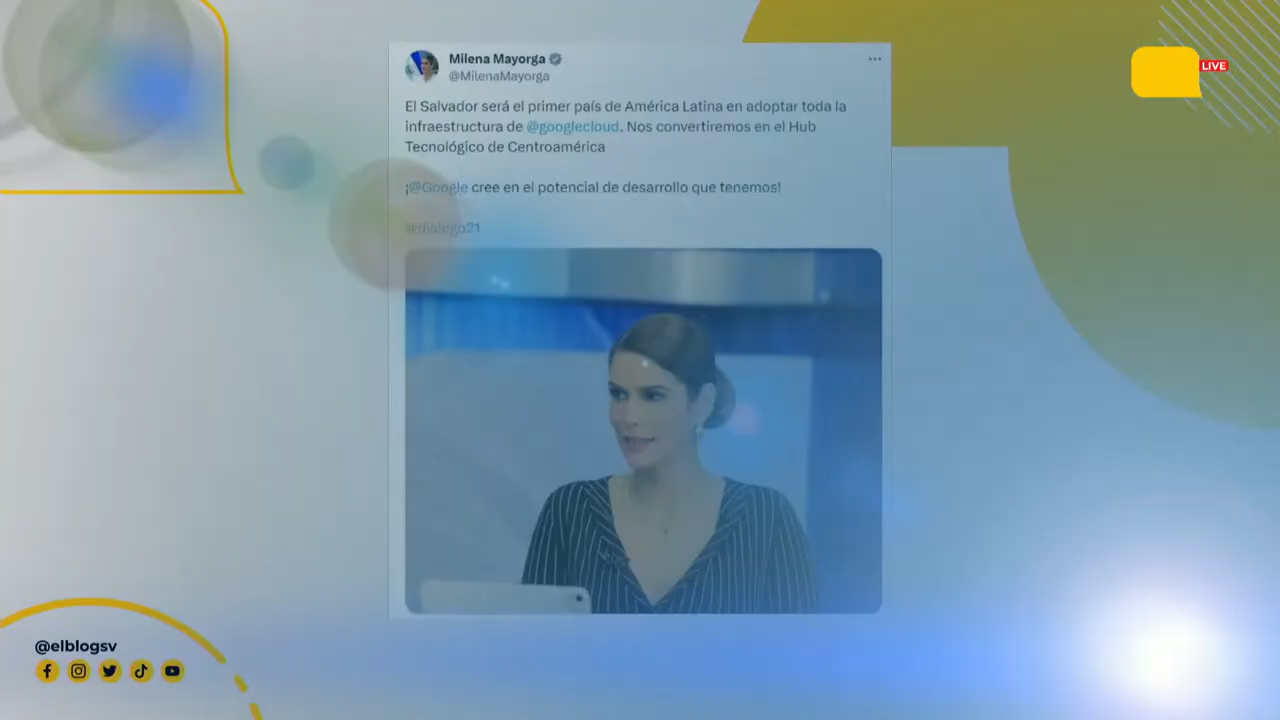 Milena Mayorga
@MilenaMayorga
El Salvador será el primer país de América Latina en adoptar toda la
infraestructura de @googlecloud. Nos convertiremos en el Hub
Tecnológico de Centroamérica
¡@Google cree en el potencial de desarrollo que tenemos!
LIVE
@elblogsv